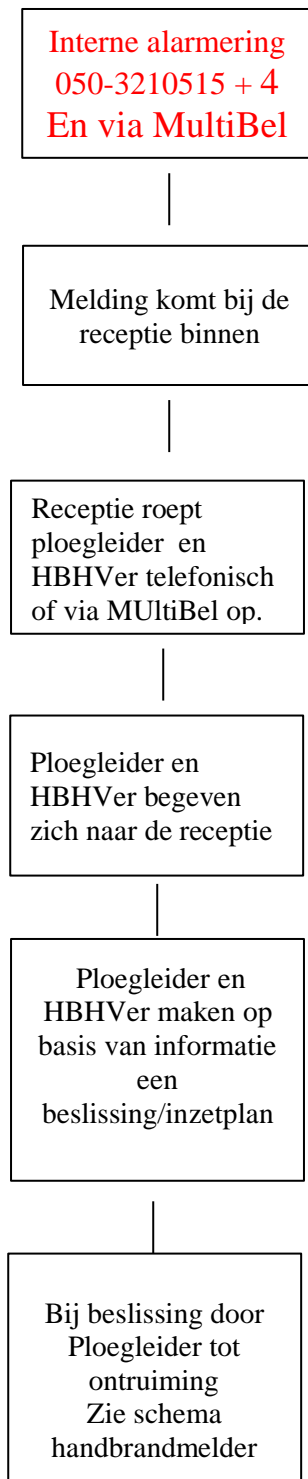 Interne alarmering
050-3210515 + 4
En via MultiBel
Melding komt bij de
receptie binnen
Receptie roept
ploegleider en
HBHVer telefonisch
of via MUltiBel op.
Ploegleider en
HBHVer begeven
zich naar de receptie
Ploegleider en
HBHVer maken op
basis van informatie
een
beslissing/inzetplan
Bij beslissing door
Ploegleider tot
ontruiming
Zie schema
handbrandmelder